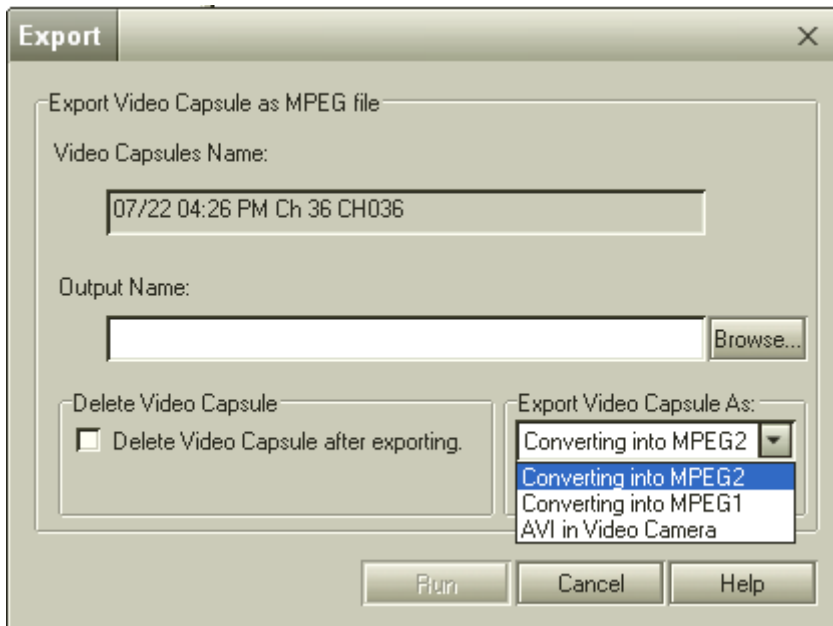 Export
Export Video Capsule as MPEG file
Video Capsules Name:
07/22 04:26 PM Ch 36 CH036
Output Name:
Browse...
Delete Video Capsule
Delete Video Capsule after exporting.
Export Video Capsule As:
Converting into MPEG2
Converting into MPEG2
Converting into MPEG1
AVI in Video Camera
Run
Cancel
Help